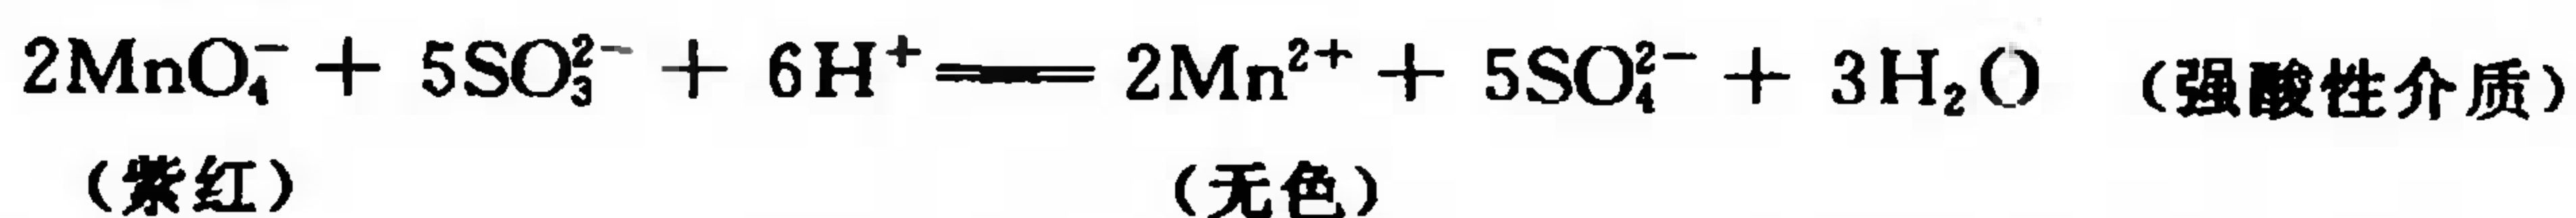 2MnO₄⁻ + 5SO₃²⁻ + 6H⁺ ══ 2Mn²⁺ + 5SO₄²⁻ + 3H₂O （强酸性介质）
（紫红） （无色）